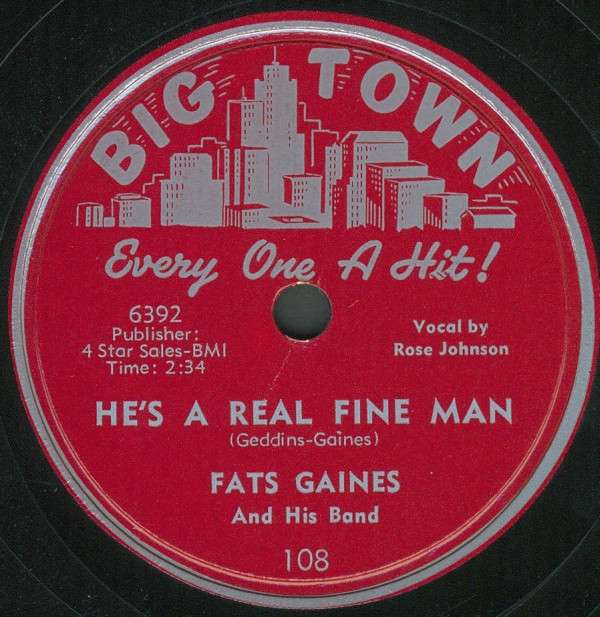 BIG TOWN
Every One A Hit!
6392
Publisher:
4 Star Sales-BMI
Time: 2:34
Vocal by
Rose Johnson
HE'S A REAL FINE MAN
(Geddins-Gaines)
FATS GAINES
And His Band
108